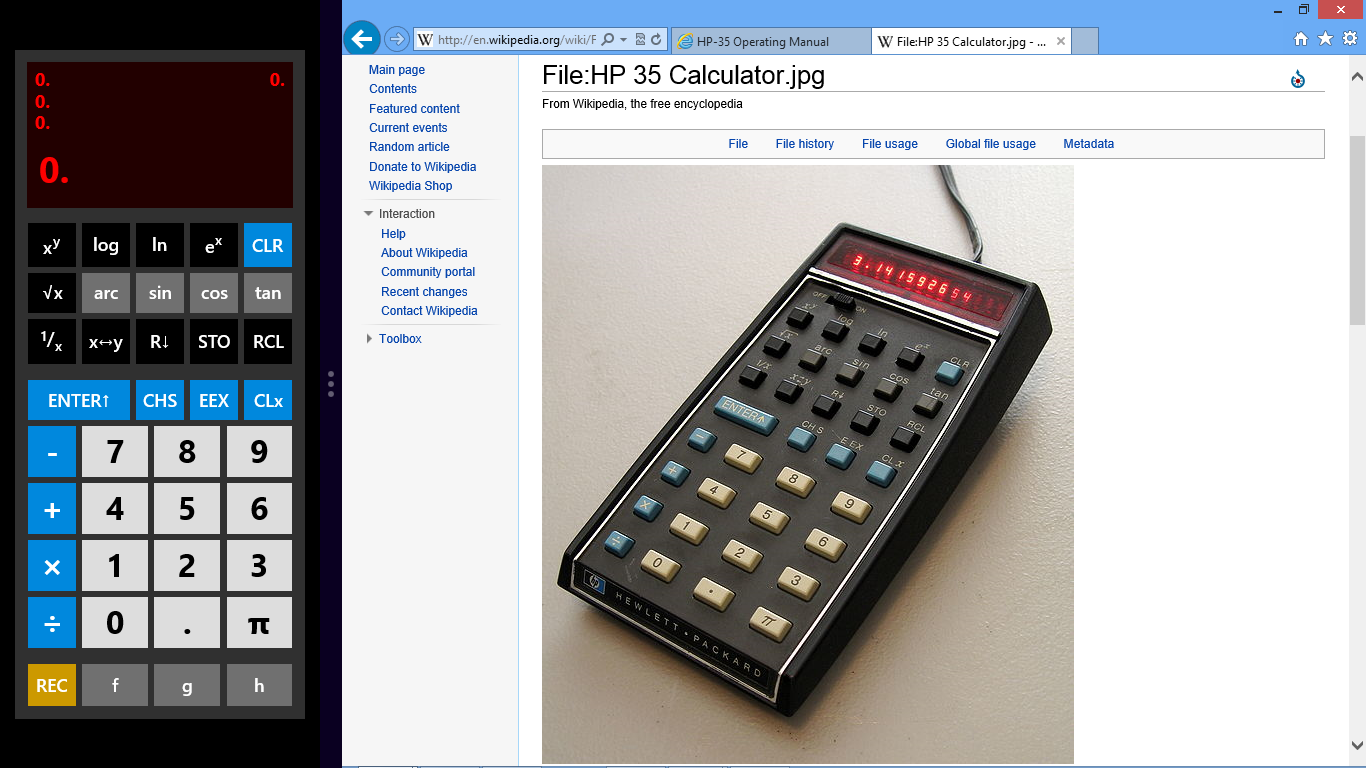 0. 0.
0.
0.
0.
xʸ log ln eˣ CLR
√x arc sin cos tan
¹/ₓ x↔y R↓ STO RCL
ENTER↑ CHS EEX CLx
- 7 8 9
+ 4 5 6
× 1 2 3
÷ 0 . π
REC f g h
http://en.wikipedia.org/wiki/F
HP-35 Operating Manual
File:HP 35 Calculator.jpg - ...
Main page
Contents
Featured content
Current events
Random article
Donate to Wikipedia
Wikipedia Shop
Interaction
Help
About Wikipedia
Community portal
Recent changes
Contact Wikipedia
Toolbox
File:HP 35 Calculator.jpg
From Wikipedia, the free encyclopedia
File File history File usage Global file usage Metadata
3.141592654
OFF ON
xʸ log ln eˣ CLR
√x arc sin cos tan
1/x x⇄y R↓ STO RCL
ENTER↑ CHS EEX CLx
- 7 8 9
+ 4 5 6
× 1 2 3
÷ 0 . π
hp HEWLETT • PACKARD